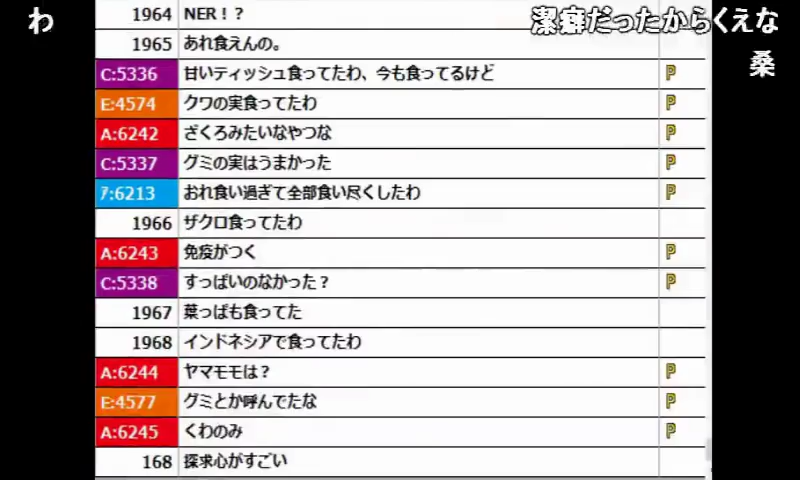 わ
潔癖だったからくえな
桑
1964 NER！？
1965 あれ食えんの。
C:5336 甘いティッシュ食ってたわ、今も食ってるけど P
E:4574 クワの実食ってたわ P
A:6242 ざくろみたいなやつな P
C:5337 グミの実はうまかった P
ｱ:6213 おれ食い過ぎて全部食い尽くしたわ P
1966 ザクロ食ってたわ
A:6243 免疫がつく P
C:5338 すっぱいのなかった？ P
1967 葉っぱも食ってた
1968 インドネシアで食ってたわ
A:6244 ヤマモモは？ P
E:4577 グミとか呼んでたな P
A:6245 くわのみ P
168 探求心がすごい